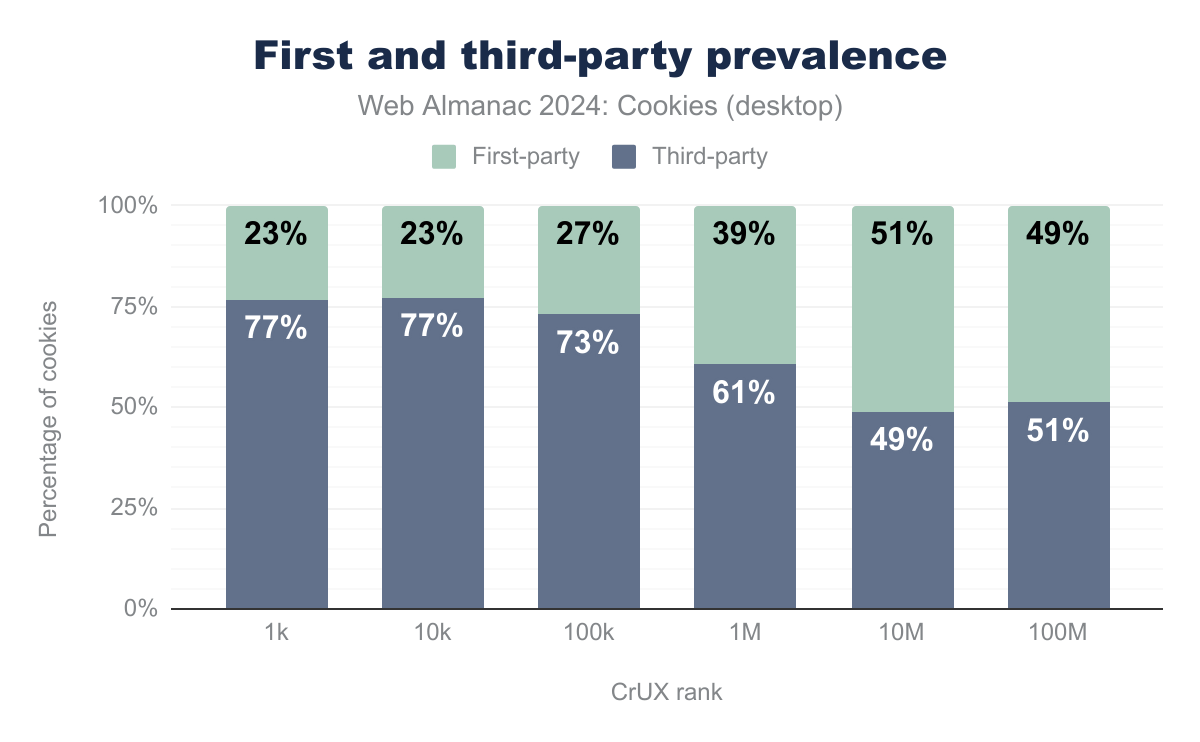 First and third-party prevalence
Web Almanac 2024: Cookies (desktop)
First-party Third-party
100%
75%
50%
25%
0%
Percentage of cookies
23% 23% 27% 39% 51% 49%
77% 77% 73% 61% 49% 51%
1k 10k 100k 1M 10M 100M
CrUX rank